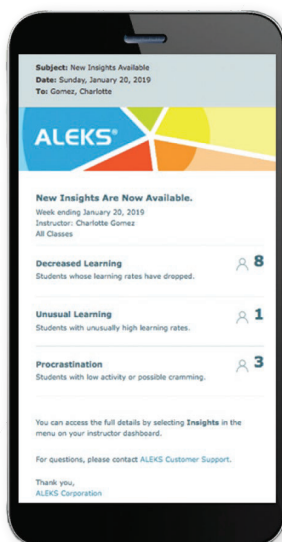 Subject: New Insights Available
Date: Sunday, January 20, 2019
To: Gomez, Charlotte
ALEKS®
New Insights Are Now Available.
Week ending January 20, 2019
Instructor: Charlotte Gomez
All Classes
Decreased Learning 8
Students whose learning rates have dropped.
Unusual Learning 1
Students with unusually high learning rates.
Procrastination 3
Students with low activity or possible cramming.
You can access the full details by selecting Insights in the
menu on your instructor dashboard.
For questions, please contact ALEKS Customer Support.
Thank you,
ALEKS Corporation